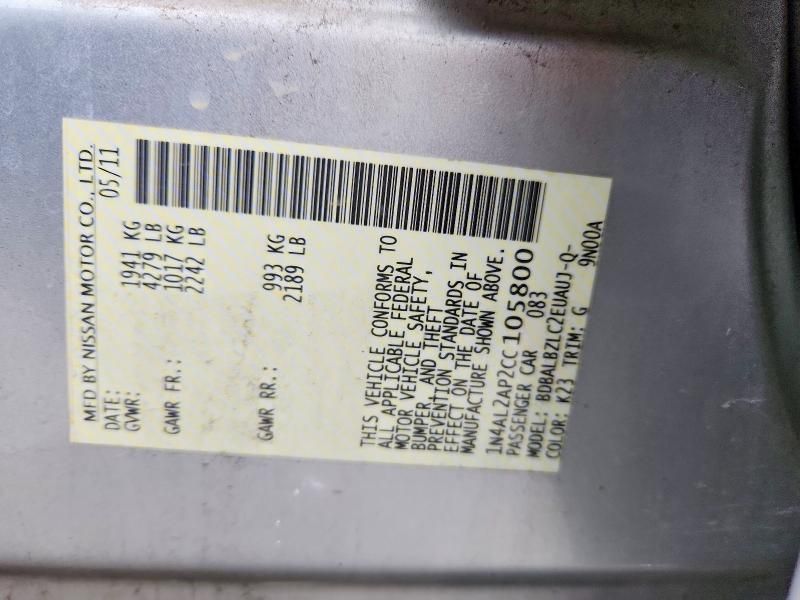 MFD BY NISSAN MOTOR CO., LTD.
DATE: 05/11
GVWR: 1941 KG
4279 LB
GAWR FR.: 1017 KG
2242 LB
GAWR RR.: 993 KG
2189 LB
THIS VEHICLE CONFORMS TO
ALL APPLICABLE FEDERAL
MOTOR VEHICLE SAFETY,
BUMPER, AND THEFT
PREVENTION STANDARDS IN
EFFECT ON THE DATE OF
MANUFACTURE SHOWN ABOVE.
1N4AL2AP2CC105800
PASSENGER CAR 083
MODEL: BDBALBZLC2EUAUJ-Q-
COLOR: K23 TRIM: G 9N00A